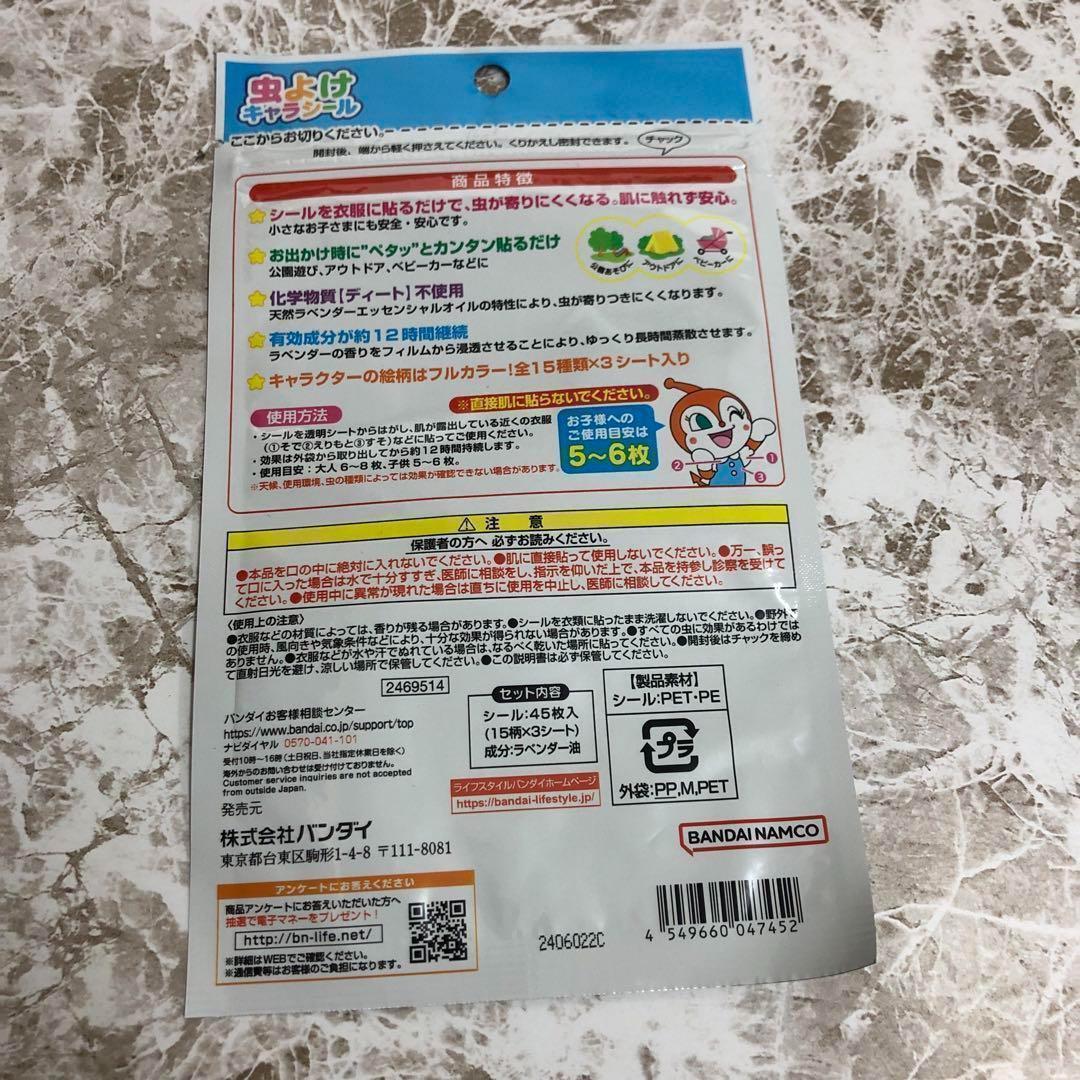 虫よけ
キャラシール
ここからお切りください。
開封後、端から軽く押さえてください。くりかえし密封できます。
チャック
商品特徴
シールを衣服に貼るだけで、虫が寄りにくくなる。肌に触れず安心。
小さなお子さまにも安全・安心です。
お出かけ時に"ペタッ"とカンタン貼るだけ
公園遊び、アウトドア、ベビーカーなどに
公園あそびに
アウトドアに
ベビーカーに
化学物質【ディート】不使用
天然ラベンダーエッセンシャルオイルの特性により、虫が寄りつきにくくなります。
有効成分が約12時間継続
ラベンダーの香りをフィルムから浸透させることにより、ゆっくり長時間蒸散させます。
キャラクターの絵柄はフルカラー!全15種類×3シート入り
※直接肌に貼らないでください。
使用方法
・シールを透明シートからはがし、肌が露出している近くの衣服
(①そで②えりもと③すそ)などに貼ってご使用ください。
・効果は外袋から取り出してから約12時間持続します。
・使用目安:大人6〜8枚、子供5〜6枚。
※天候、使用環境、虫の種類によっては効果が確認できない場合があります。
お子様への
ご使用目安は
5〜6枚
①
②
③
⚠ 注 意
保護者の方へ 必ずお読みください。
●本品を口の中に絶対に入れないでください。●肌に直接貼って使用しないでください。●万一、誤っ
て口に入った場合は水で十分すすぎ、医師に相談をし、指示を仰いだ上で、本品を持参し診察を受けて
ください。●使用中に異常が現れた場合は直ちに使用を中止し、医師に相談してください。
〈使用上の注意〉
●衣服などの材質によっては、香りが残る場合があります。●シールを衣類に貼ったまま洗濯しないでください。●野外で
の使用時、風向きや気象条件などにより、十分な効果が得られない場合があります。●すべての虫に効果があるわけでは
ありません。●衣服などが水や汗でぬれている場合は、なるべく乾いた場所に貼ってください。●開封後はチャックを締め
て直射日光を避け、涼しい場所で保管してください。●この説明書は必ず保管してください。
2469514
バンダイお客様相談センター
https://www.bandai.co.jp/support/top
ナビダイヤル 0570-041-101
受付10時〜16時(土日祝日、当社指定休業日を除く)
海外からのお問い合わせは受け付けておりません。
Customer service inquiries are not accepted
from outside Japan.
発売元
株式会社バンダイ
東京都台東区駒形1-4-8 〒111-8081
セット内容
シール:45枚入
(15柄×3シート)
成分:ラベンダー油
ライフスタイルバンダイホームページ
https://bandai-lifestyle.jp/
【製品素材】
シール:PET・PE
プラ
外袋:PP,M,PET
BANDAI NAMCO
アンケートにお答えください
商品アンケートにお答えいただいた方へ
抽選で電子マネーをプレゼント!
http://bn-life.net/
※詳細はWEBでご確認ください。
※通信費等はお客様のご負担になります。
2406022C
4 549660 047452